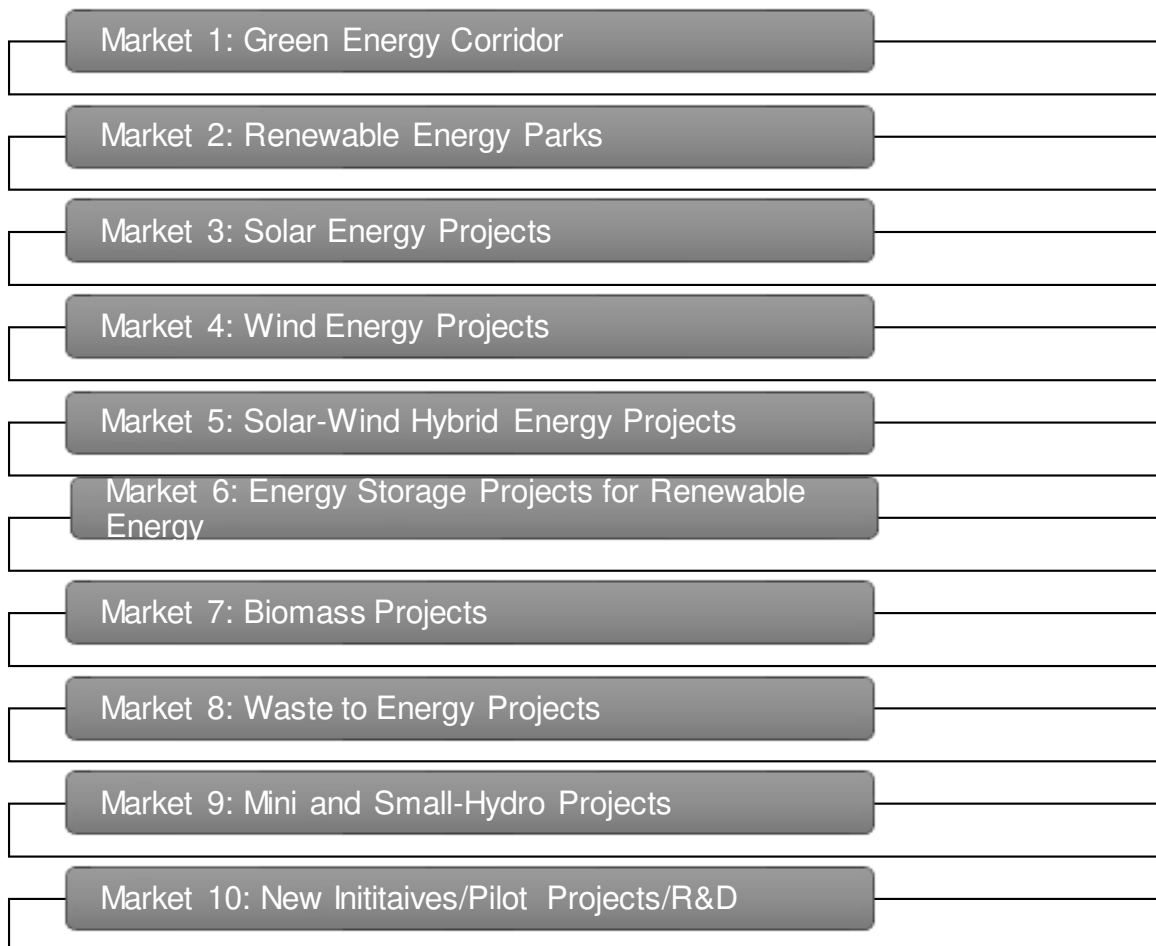 Market 1: Green Energy Corridor
Market 2: Renewable Energy Parks
Market 3: Solar Energy Projects
Market 4: Wind Energy Projects
Market 5: Solar-Wind Hybrid Energy Projects
Market 6: Energy Storage Projects for Renewable
Energy
Market 7: Biomass Projects
Market 8: Waste to Energy Projects
Market 9: Mini and Small-Hydro Projects
Market 10: New Inititaives/Pilot Projects/R&D